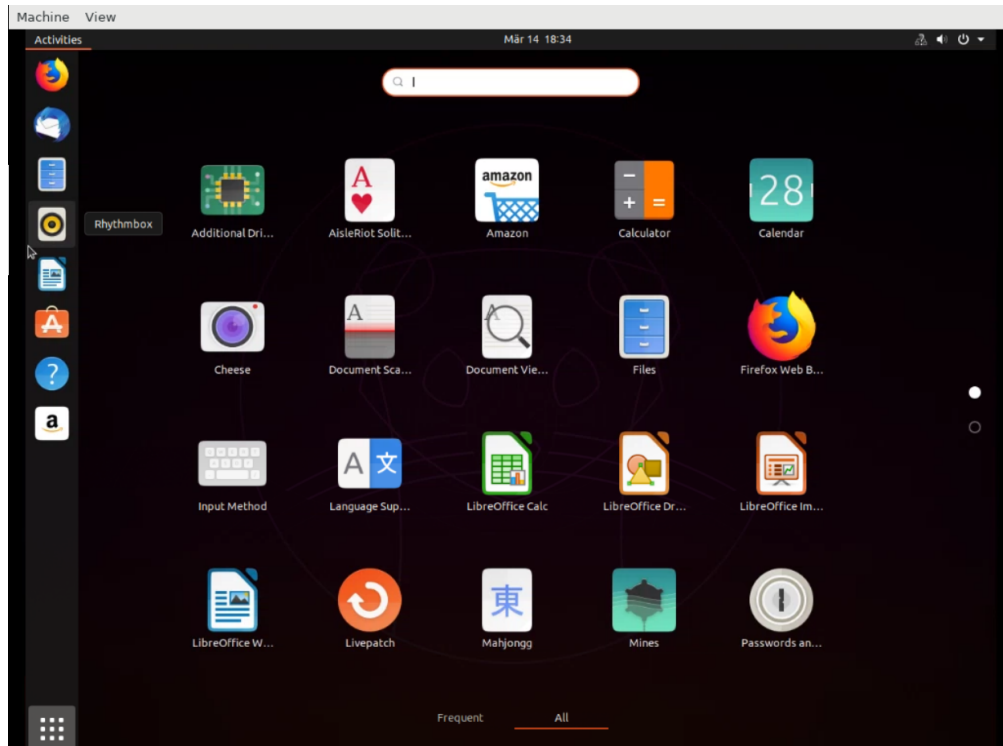 Machine View
Activities Mär 14 18:34
Rhythmbox
a
amazon
28
Additional Dri... AisleRiot Solit... Amazon Calculator Calendar
Cheese Document Sca... Document Vie... Files Firefox Web B...
A 文
Input Method Language Sup... LibreOffice Calc LibreOffice Dr... LibreOffice Im...
東
LibreOffice W... Livepatch Mahjongg Mines Passwords an...
Frequent All